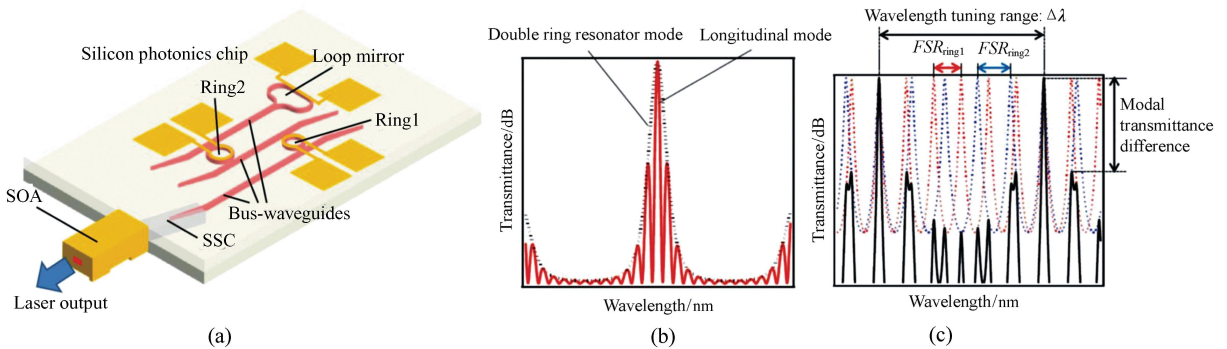 Silicon photonics chip
Loop mirror
Ring2
Ring1
SOA
Bus-waveguides
SSC
Laser output
(a)
Double ring resonator mode
Longitudinal mode
Transmittance/dB
Wavelength/nm
(b)
(c)
Wavelength tuning range: Δλ
FSRring1
FSRring2
Modal
transmittance
difference
Transmittance/dB
Wavelength/nm